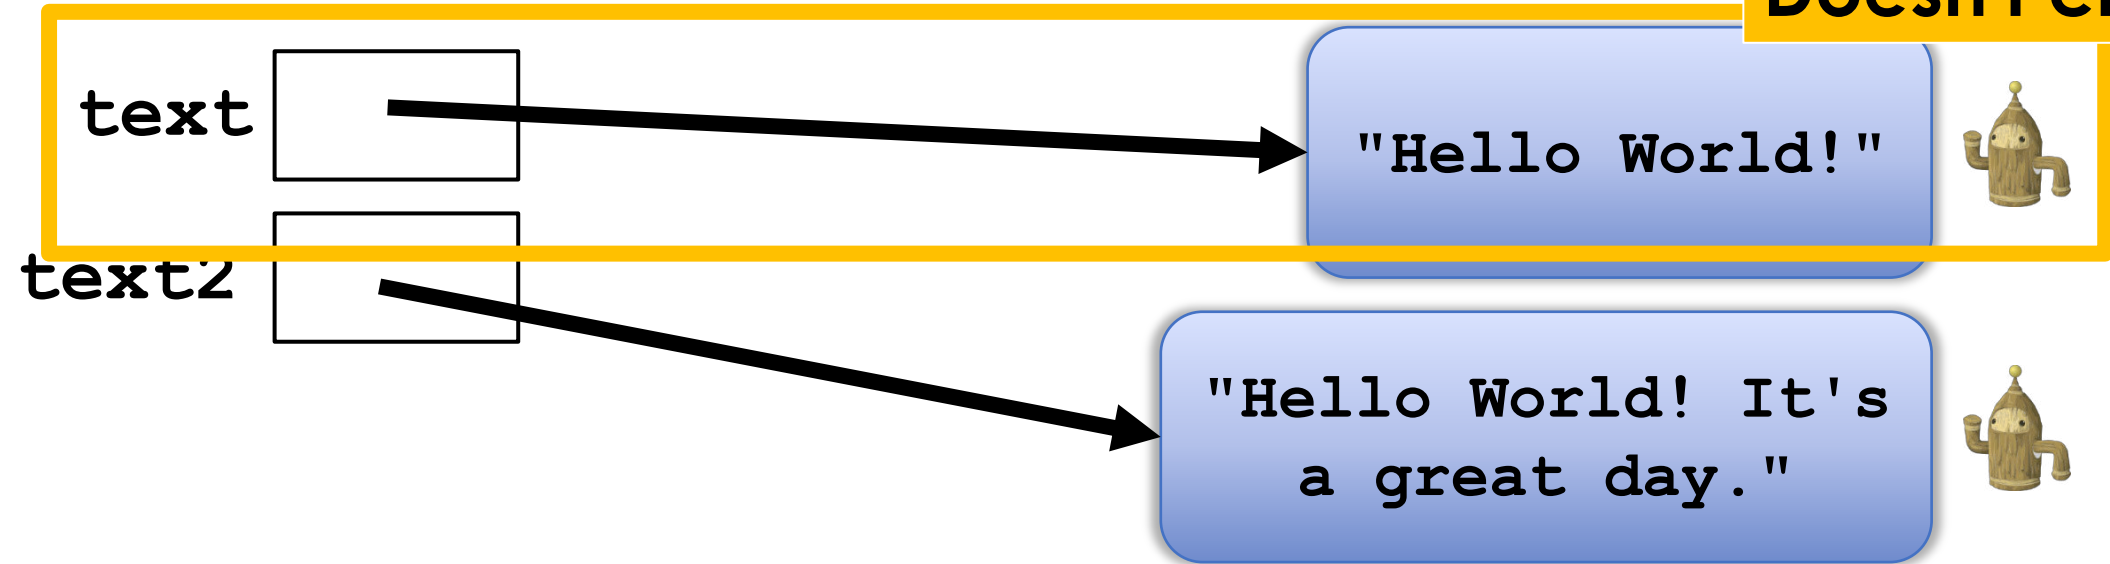 text
"Hello World!"
text2
"Hello World! It's
a great day."